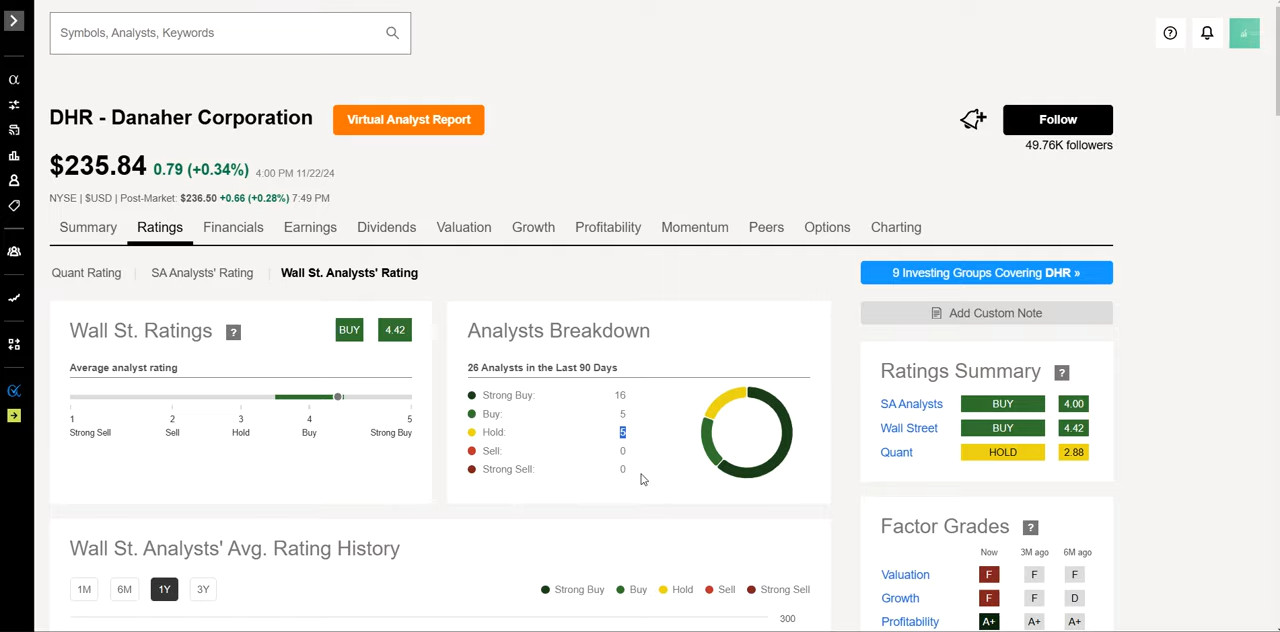 Symbols, Analysts, Keywords
DHR - Danaher Corporation
Virtual Analyst Report
Follow
49.76K followers
$235.84 0.79 (+0.34%) 4:00 PM 11/22/24
NYSE | $USD | Post-Market: $236.50 +0.66 (+0.28%) 7:49 PM
Summary Ratings Financials Earnings Dividends Valuation Growth Profitability Momentum Peers Options Charting
Quant Rating SA Analysts' Rating Wall St. Analysts' Rating
9 Investing Groups Covering DHR »
Add Custom Note
Wall St. Ratings ? BUY 4.42
Average analyst rating
1 2 3 4 5
Strong Sell Sell Hold Buy Strong Buy
Analysts Breakdown
26 Analysts in the Last 90 Days
Strong Buy: 16
Buy: 5
Hold: 5
Sell: 0
Strong Sell: 0
Ratings Summary ?
SA Analysts BUY 4.00
Wall Street BUY 4.42
Quant HOLD 2.88
Wall St. Analysts' Avg. Rating History
1M 6M 1Y 3Y
Strong Buy Buy Hold Sell Strong Sell
300
Factor Grades ?
Now 3M ago 6M ago
Valuation F F F
Growth F F D
Profitability A+ A+ A+